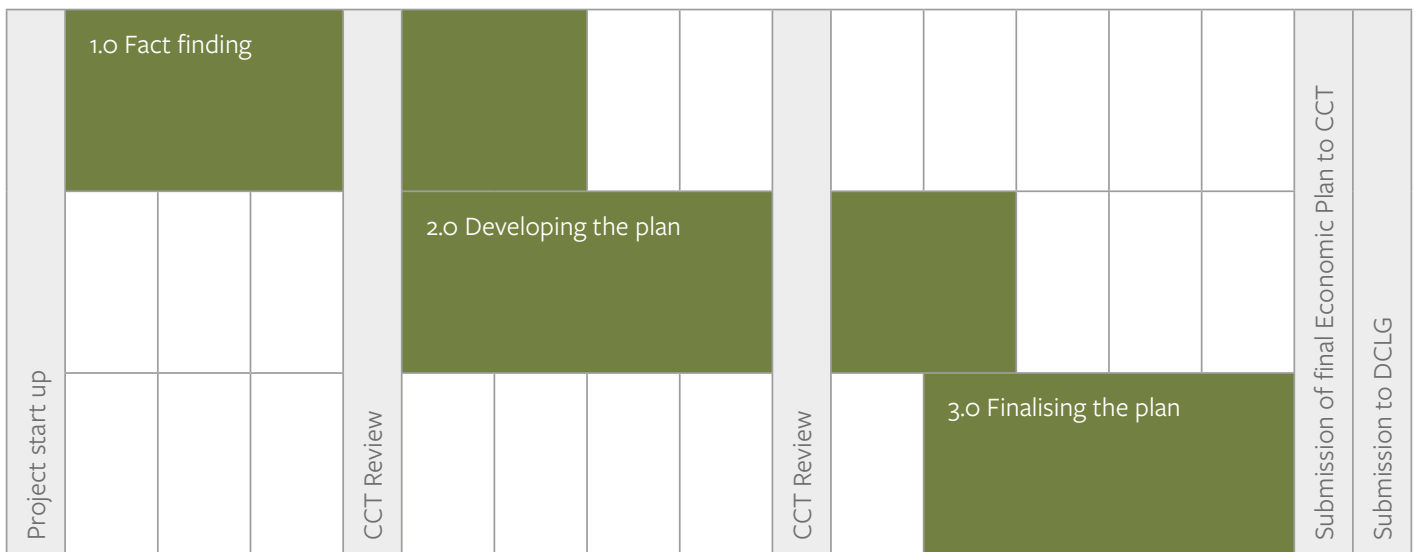 Project start up
1.0 Fact finding
CCT Review
2.0 Developing the plan
CCT Review
3.0 Finalising the plan
Submission of final Economic Plan to CCT
Submission to DCLG